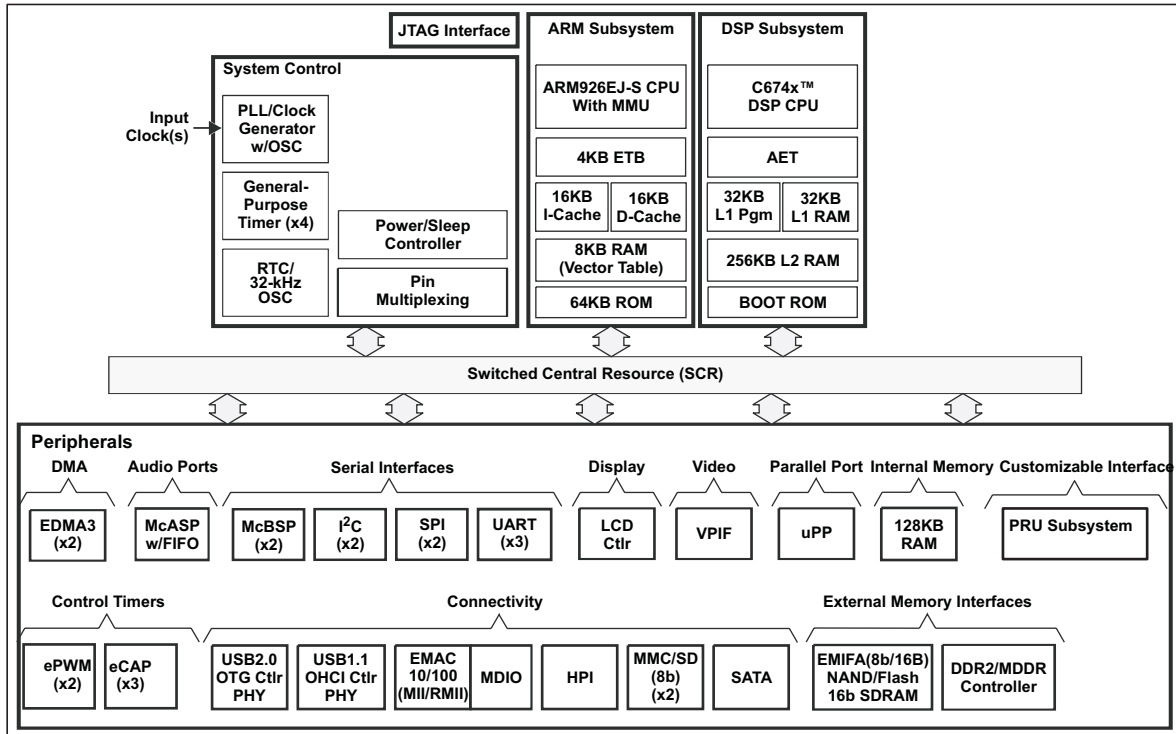 JTAG Interface
System Control
Input
Clock(s)
PLL/Clock
Generator
w/OSC
General-
Purpose
Timer (x4)
RTC/
32-kHz
OSC
Power/Sleep
Controller
Pin
Multiplexing
ARM Subsystem
ARM926EJ-S CPU
With MMU
4KB ETB
16KB
I-Cache
16KB
D-Cache
8KB RAM
(Vector Table)
64KB ROM
DSP Subsystem
C674x™
DSP CPU
AET
32KB
L1 Pgm
32KB
L1 RAM
256KB L2 RAM
BOOT ROM
Switched Central Resource (SCR)
Peripherals
DMA
EDMA3
(x2)
Audio Ports
McASP
w/FIFO
Serial Interfaces
McBSP
(x2)
I²C
(x2)
SPI
(x2)
UART
(x3)
Display
LCD
Ctlr
Video
VPIF
Parallel Port
uPP
Internal Memory
128KB
RAM
Customizable Interface
PRU Subsystem
Control Timers
ePWM
(x2)
eCAP
(x3)
Connectivity
USB2.0
OTG Ctlr
PHY
USB1.1
OHCI Ctlr
PHY
EMAC
10/100
(MII/RMII)
MDIO
HPI
MMC/SD
(8b)
(x2)
SATA
External Memory Interfaces
EMIFA(8b/16B)
NAND/Flash
16b SDRAM
DDR2/MDDR
Controller